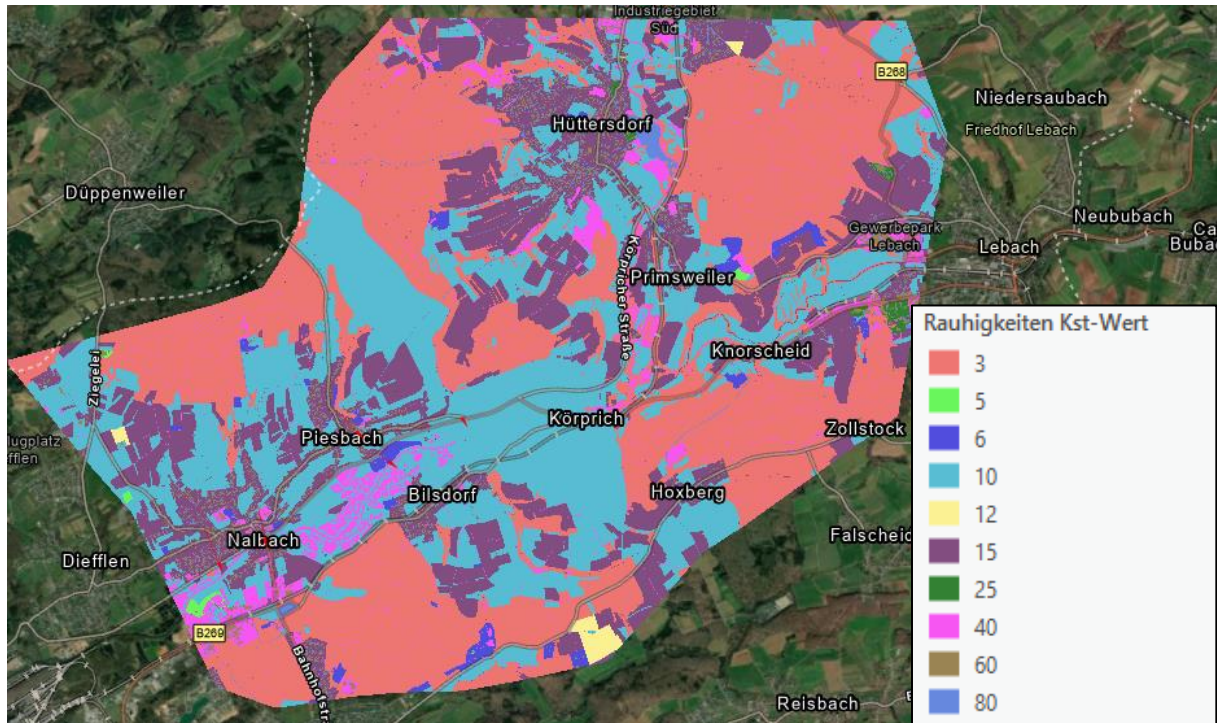 Industriegebiet
Süd
B268
Niedersaubach
Friedhof Lebach
Hüttersdorf
Düppenweiler
Neububach
Gewerbepark
Lebach
Lebach
Primsweiler
Körpricher Straße
Knorscheid
Ziegelei
Körprich
Zollstock
Piesbach
Bilsdorf
Hoxberg
Nalbach
Falscheid
Diefflen
B269
Reisbach
Rauhigkeiten Kst-Wert
3
5
6
10
12
15
25
40
60
80